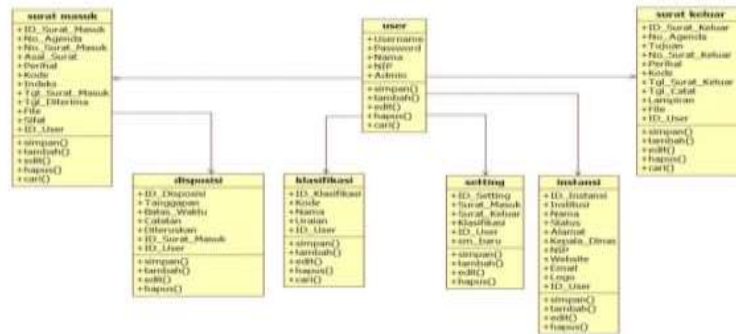 surat masuk
+ID_Surat_Masuk
+No_Agenda
+No_Surat_Masuk
+Asal_Surat
+Perihal
+Kode
+Indeks
+Tgl_Surat_Masuk
+Tgl_Diterima
+File
+Sifat
+ID_User
+simpan()
+tambah()
+edit()
+hapus()
+cari()
user
+Username
+Password
+Nama
+NIP
+Admin
+simpan()
+tambah()
+edit()
+hapus()
+cari()
surat keluar
+ID_Surat_Keluar
+No_Agenda
+Tujuan
+No_Surat_Keluar
+Perihal
+Kode
+Tgl_Surat_Keluar
+Tgl_Catat
+Lampiran
+File
+ID_User
+simpan()
+tambah()
+edit()
+hapus()
+cari()
disposisi
+ID_Disposisi
+Tanggapan
+Batas_Waktu
+Catatan
+Diteruskan
+ID_Surat_Masuk
+ID_User
+simpan()
+tambah()
+edit()
+hapus()
klasifikasi
+ID_Klasifikasi
+Kode
+Nama
+Uraian
+ID_User
+simpan()
+tambah()
+edit()
+hapus()
+cari()
setting
+ID_Setting
+Surat_Masuk
+Surat_Keluar
+Klasifikasi
+ID_User
+sm_baru
+simpan()
+tambah()
+edit()
+hapus()
instansi
+ID_Instansi
+Institusi
+Nama
+Status
+Alamat
+Kepala_Dinas
+NIP
+Website
+Email
+Logo
+ID_User
+simpan()
+tambah()
+edit()
+hapus()